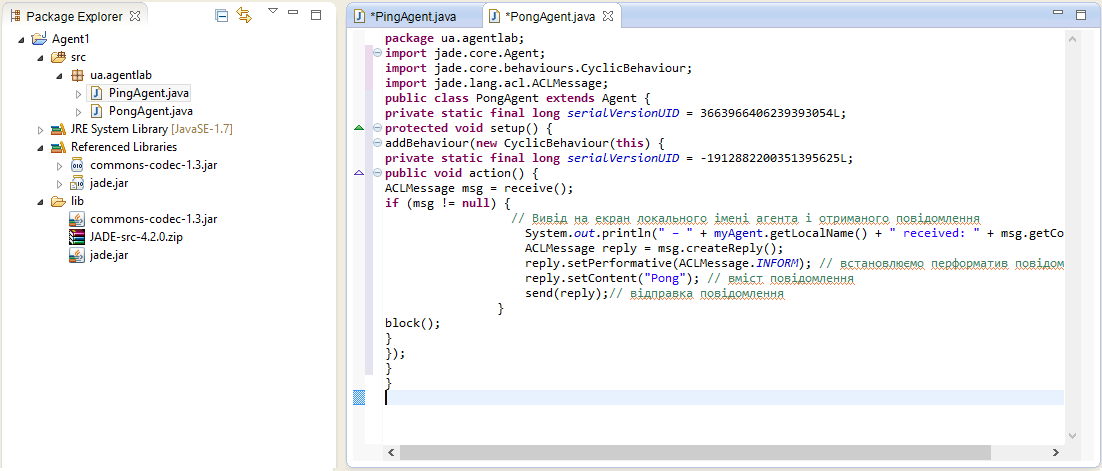 Package Explorer
Agent1
src
ua.agentlab
PingAgent.java
PongAgent.java
JRE System Library [JavaSE-1.7]
Referenced Libraries
commons-codec-1.3.jar
jade.jar
lib
commons-codec-1.3.jar
JADE-src-4.2.0.zip
jade.jar
*PingAgent.java
*PongAgent.java
package ua.agentlab;
import jade.core.Agent;
import jade.core.behaviours.CyclicBehaviour;
import jade.lang.acl.ACLMessage;
public class PongAgent extends Agent {
private static final long serialVersionUID = 36639664062393930​54L;
protected void setup() {
addBehaviour(new CyclicBehaviour(this) {
private static final long serialVersionUID = -1912882200351395625L;
public void action() {
ACLMessage msg = receive();
if (msg != null) {
// Вивід на екран локального імені агента і отриманого повідомлення
System.out.println(" – " + myAgent.getLocalName() + " received: " + msg.getCo
ACLMessage reply = msg.createReply();
reply.setPerformative(ACLMessage.INFORM); // встановлюємо перформатив повідом
reply.setContent("Pong"); // вміст повідомлення
send(reply);// відправка повідомлення
}
block();
}
});
}
}